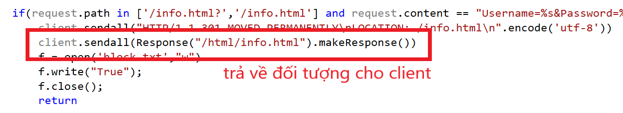 if(request.path in ['/info.html?','/info.html'] and request.content == "Username=%s&Password=%
client.sendall("HTTP/1.1 301 MOVED PERMANENTLY\nLOCATION: /info.html\n".encode('utf-8'))
client.sendall(Response("/html/info.html").makeResponse())
f = open('block.txt',"w")
f.write("True");
trả về đối tượng cho client
f.close();
return